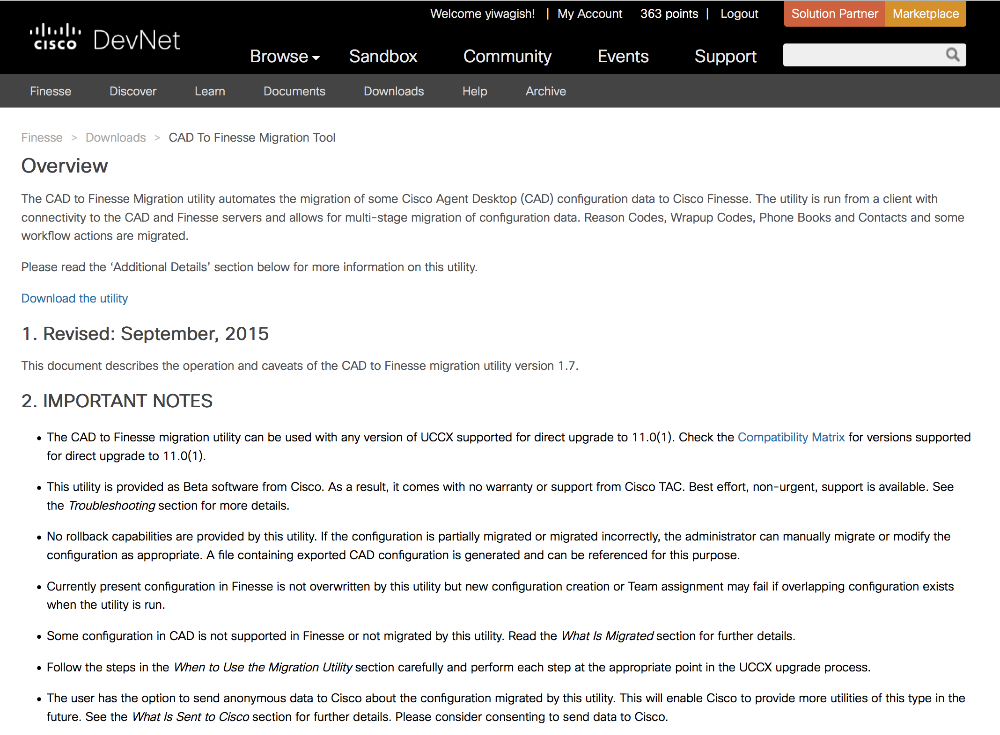 Welcome yiwagish! | My Account 363 points | Logout Solution Partner Marketplace
cisco DevNet
Browse Sandbox Community Events Support
Finesse Discover Learn Documents Downloads Help Archive
Finesse > Downloads > CAD To Finesse Migration Tool
Overview
The CAD to Finesse Migration utility automates the migration of some Cisco Agent Desktop (CAD) configuration data to Cisco Finesse. The utility is run from a client with
connectivity to the CAD and Finesse servers and allows for multi-stage migration of configuration data. Reason Codes, Wrapup Codes, Phone Books and Contacts and some
workflow actions are migrated.
Please read the ‘Additional Details’ section below for more information on this utility.
Download the utility
1. Revised: September, 2015
This document describes the operation and caveats of the CAD to Finesse migration utility version 1.7.
2. IMPORTANT NOTES
• The CAD to Finesse migration utility can be used with any version of UCCX supported for direct upgrade to 11.0(1). Check the Compatibility Matrix for versions supported
for direct upgrade to 11.0(1).
• This utility is provided as Beta software from Cisco. As a result, it comes with no warranty or support from Cisco TAC. Best effort, non-urgent, support is available. See
the Troubleshooting section for more details.
• No rollback capabilities are provided by this utility. If the configuration is partially migrated or migrated incorrectly, the administrator can manually migrate or modify the
configuration as appropriate. A file containing exported CAD configuration is generated and can be referenced for this purpose.
• Currently present configuration in Finesse is not overwritten by this utility but new configuration creation or Team assignment may fail if overlapping configuration exists
when the utility is run.
• Some configuration in CAD is not supported in Finesse or not migrated by this utility. Read the What Is Migrated section for further details.
• Follow the steps in the When to Use the Migration Utility section carefully and perform each step at the appropriate point in the UCCX upgrade process.
• The user has the option to send anonymous data to Cisco about the configuration migrated by this utility. This will enable Cisco to provide more utilities of this type in the
future. See the What Is Sent to Cisco section for further details. Please consider consenting to send data to Cisco.